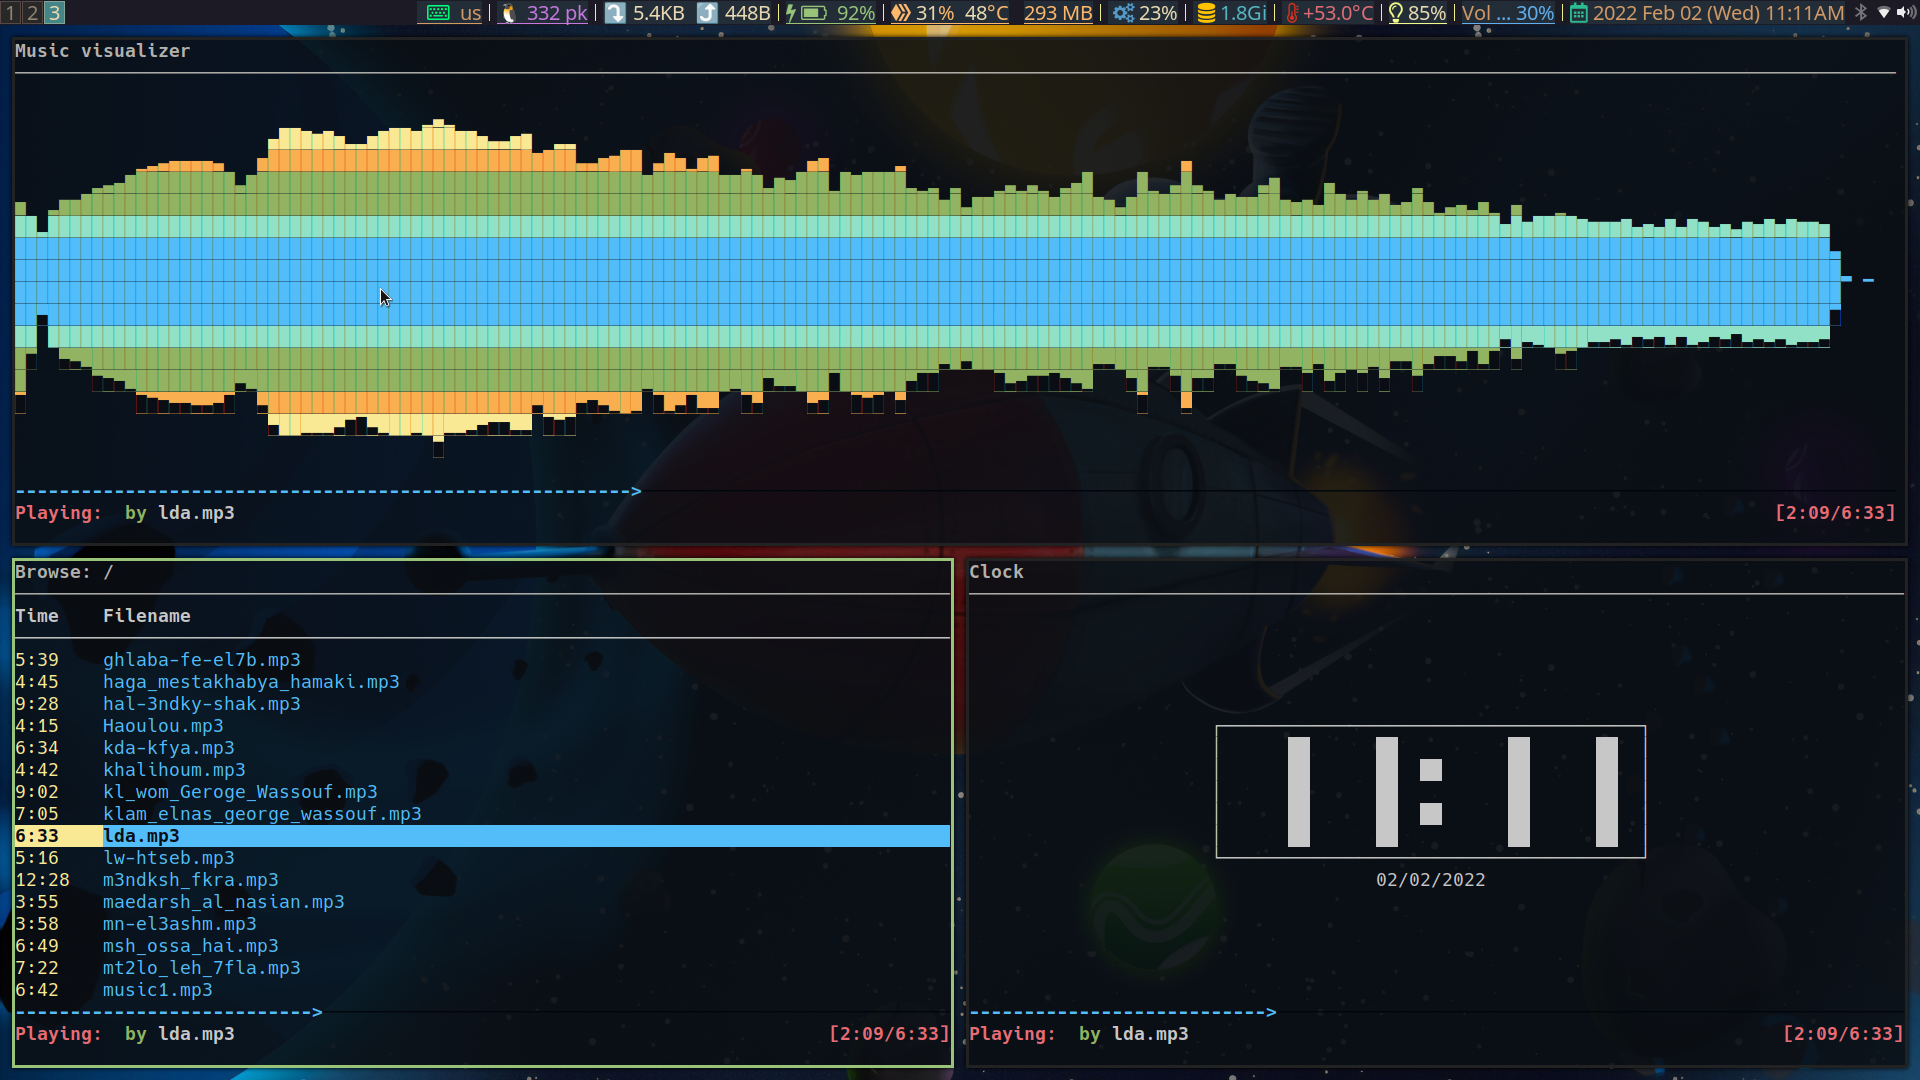 1 2 3 us 332 pk 5.4KB 448B 92% 31% 48°C 293 MB 23% 1.8Gi +53.0°C 85% Vol ... 30% 2022 Feb 02 (Wed) 11:11AM
Music visualizer
Playing: by lda.mp3 [2:09/6:33]
Browse: /
Time Filename
5:39 ghlaba-fe-el7b.mp3
4:45 haga_mestakhabya_hamaki.mp3
9:28 hal-3ndky-shak.mp3
4:15 Haoulou.mp3
6:34 kda-kfya.mp3
4:42 khalihoum.mp3
9:02 kl_wom_Geroge_Wassouf.mp3
7:05 klam_elnas_george_wassouf.mp3
6:33 lda.mp3
5:16 lw-htseb.mp3
12:28 m3ndksh_fkra.mp3
3:55 maedarsh_al_nasian.mp3
3:58 mn-el3ashm.mp3
6:49 msh_ossa_hai.mp3
7:22 mt2lo_leh_7fla.mp3
6:42 music1.mp3
Playing: by lda.mp3 [2:09/6:33]
Clock
11:11
02/02/2022
Playing: by lda.mp3 [2:09/6:33]